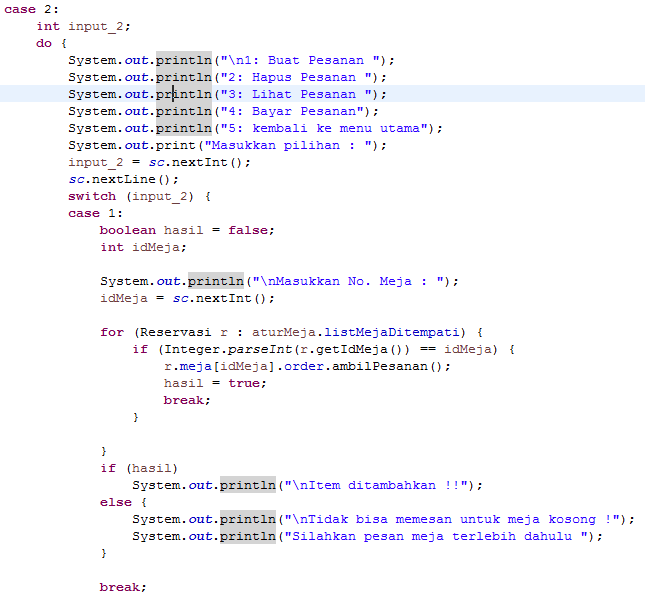 case 2:
    int input_2;
    do {
        System.out.println("\n1: Buat Pesanan ");
        System.out.println("2: Hapus Pesanan ");
        System.out.println("3: Lihat Pesanan ");
        System.out.println("4: Bayar Pesanan");
        System.out.println("5: kembali ke menu utama");
        System.out.print("Masukkan pilihan : ");
        input_2 = sc.nextInt();
        sc.nextLine();
        switch (input_2) {
        case 1:
            boolean hasil = false;
            int idMeja;

            System.out.println("\nMasukkan No. Meja : ");
            idMeja = sc.nextInt();

            for (Reservasi r : aturMeja.listMejaDitempati) {
                if (Integer.parseInt(r.getIdMeja()) == idMeja) {
                    r.meja[idMeja].order.ambilPesanan();
                    hasil = true;
                    break;
                }

            }
            if (hasil)
                System.out.println("\nItem ditambahkan !!");
            else {
                System.out.println("\nTidak bisa memesan untuk meja kosong !");
                System.out.println("Silahkan pesan meja terlebih dahulu ");
            }

            break;